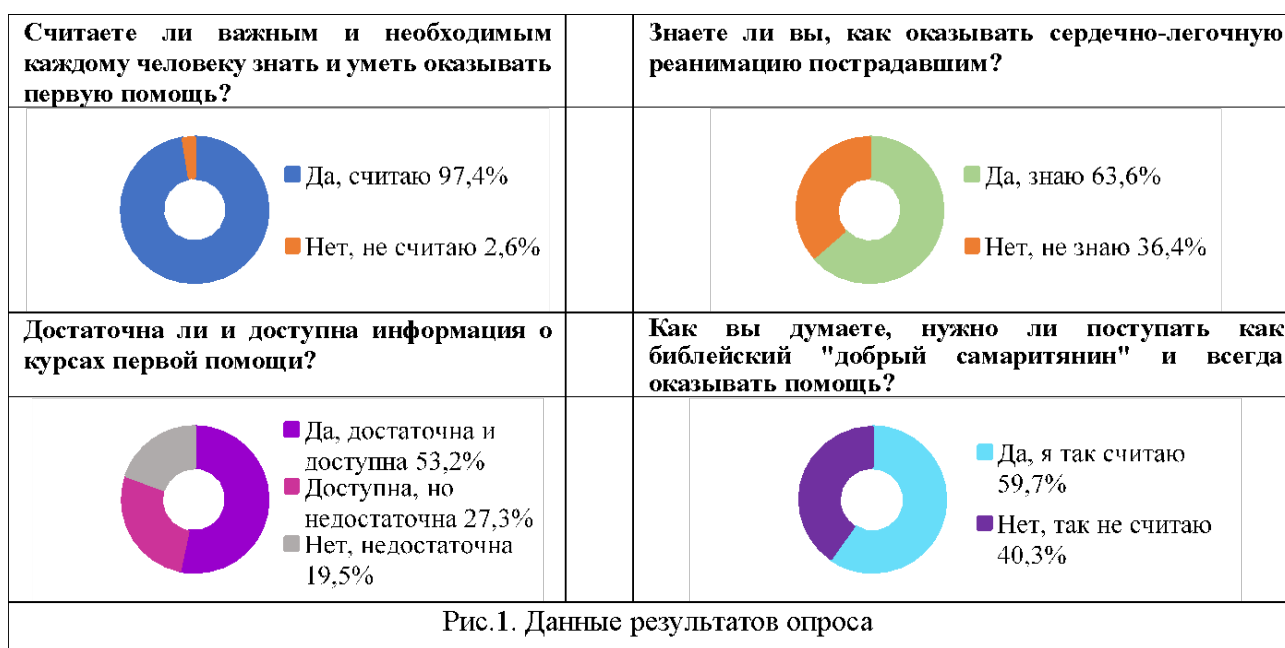 Считаете ли важным и необходимым
каждому человеку знать и уметь оказывать
первую помощь?
Знаете ли вы, как оказывать сердечно-легочную
реанимацию пострадавшим?
Да, считаю 97,4%
Нет, не считаю 2,6%
Да, знаю 63,6%
Нет, не знаю 36,4%
Достаточна ли и доступна информация о
курсах первой помощи?
Как вы думаете, нужно ли поступать как
библейский "добрый самаритянин" и всегда
оказывать помощь?
Да, достаточна и
доступна 53,2%
Доступна, но
недостаточна 27,3%
Нет, недостаточна
19,5%
Да, я так считаю
59,7%
Нет, так не считаю
40,3%
Рис.1. Данные результатов опроса